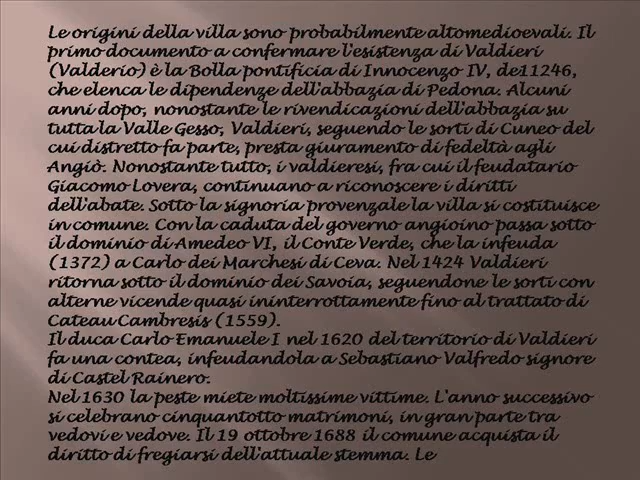 Le origini della villa sono probabilmente altomedioevali. Il
primo documento a confermare l'esistenza di Valdieri
(Valderio) è la Bolla pontificia di Innocenzo IV, de11246,
che elenca le dipendenze dell'abbazia di Pedona. Alcuni
anni dopo, nonostante le rivendicazioni dell'abbazia su
tutta la Valle Gesso, Valdieri, seguendo le sorti di Cuneo del
cui distretto fa parte, presta giuramento di fedeltà agli
Angiò. Nonostante tutto, i valdieresi, fra cui il feudatario
Giacomo Lovera, continuano a riconoscere i diritti
dell'abate. Sotto la signoria provenzale la villa si costituisce
in comune. Con la caduta del governo angioino passa sotto
il dominio di Amedeo VI, il Conte Verde, che la infeuda
(1372) a Carlo dei Marchesi di Ceva. Nel 1424 Valdieri
ritorna sotto il dominio dei Savoia, seguendone le sorti con
alterne vicende quasi ininterrottamente fino al trattato di
Cateau Cambresis (1559).
Il duca Carlo Emanuele I nel 1620 del territorio di Valdieri
fa una contea, infeudandola a Sebastiano Valfredo signore
di Castel Rainero.
Nel 1630 la peste miete moltissime vittime. L'anno successivo
si celebrano cinquantotto matrimoni, in gran parte tra
vedovi e vedove. Il 19 ottobre 1688 il comune acquista il
diritto di fregiarsi dell'attuale stemma. Le